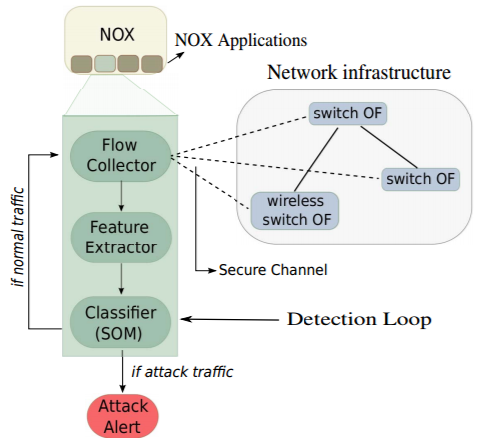 NOX
NOX Applications
Network infrastructure
switch OF
Flow
Collector
switch OF
wireless
switch OF
if normal traffic
Feature
Extractor
Secure Channel
Classifier
(SOM)
Detection Loop
if attack traffic
Attack
Alert